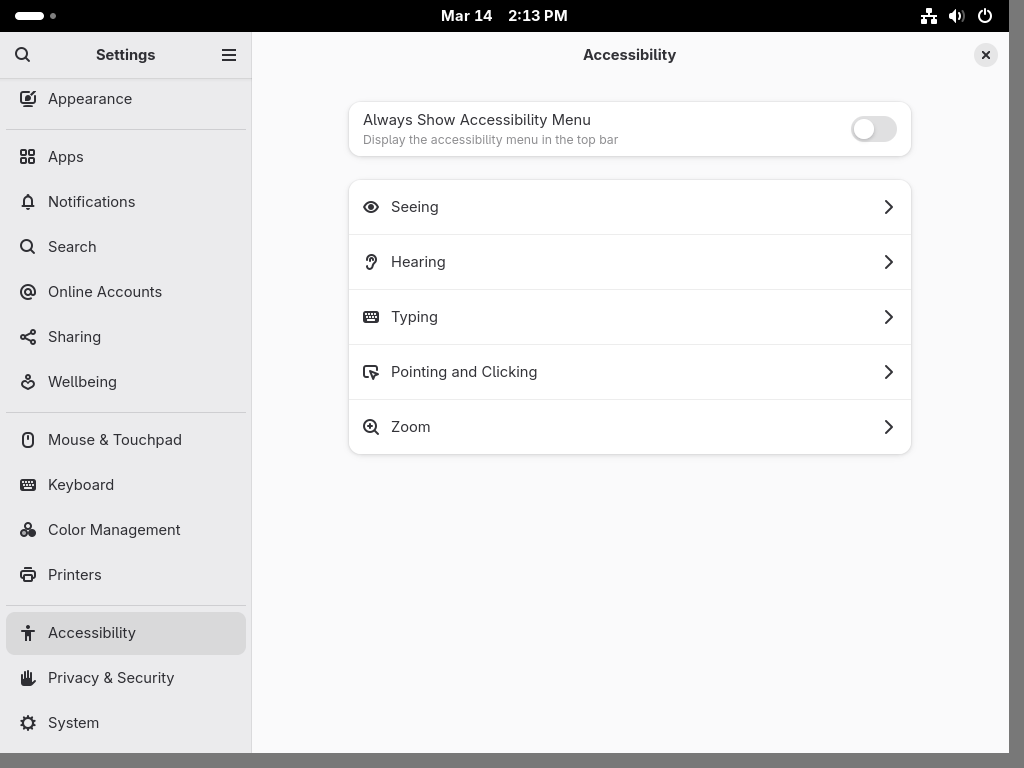 Mar 14 2:13 PM
Settings
Accessibility
Appearance
Apps
Notifications
Search
Online Accounts
Sharing
Wellbeing
Mouse & Touchpad
Keyboard
Color Management
Printers
Accessibility
Privacy & Security
System
Always Show Accessibility Menu
Display the accessibility menu in the top bar
Seeing
Hearing
Typing
Pointing and Clicking
Zoom